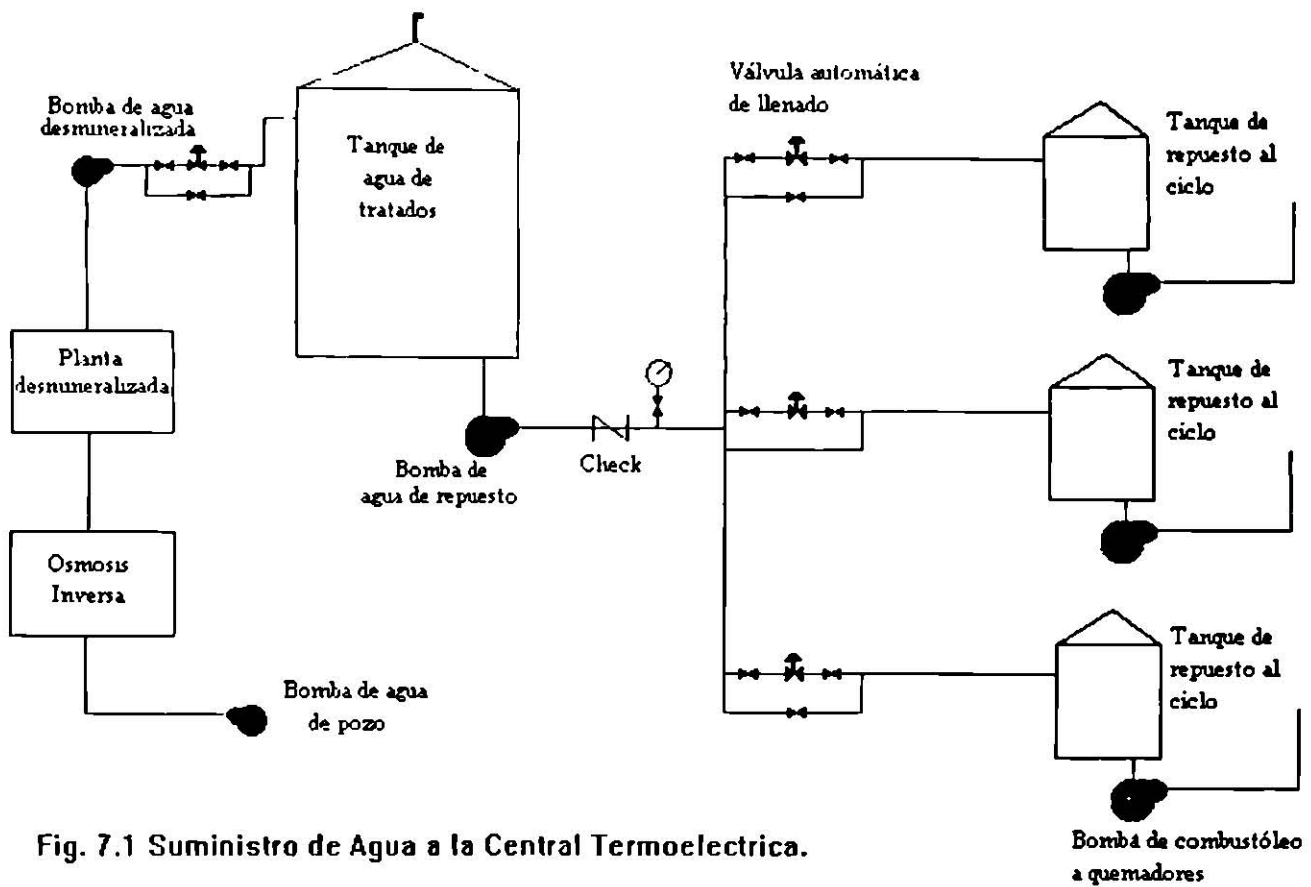 Bomba de agua
desmineralizada
Tanque de
agua de
tratados
Válvula automática
de llenado
Tanque de
repuesto al
ciclo
Planta
desmineralizada
Bomba de
agua de repuesto
Check
Tanque de
repuesto al
ciclo
Osmosis
Inversa
Bomba de agua
de pozo
Tanque de
repuesto al
ciclo
Bomba de combustóleo
a quemadores
Fig. 7.1 Suministro de Agua a la Central Termoelectrica.